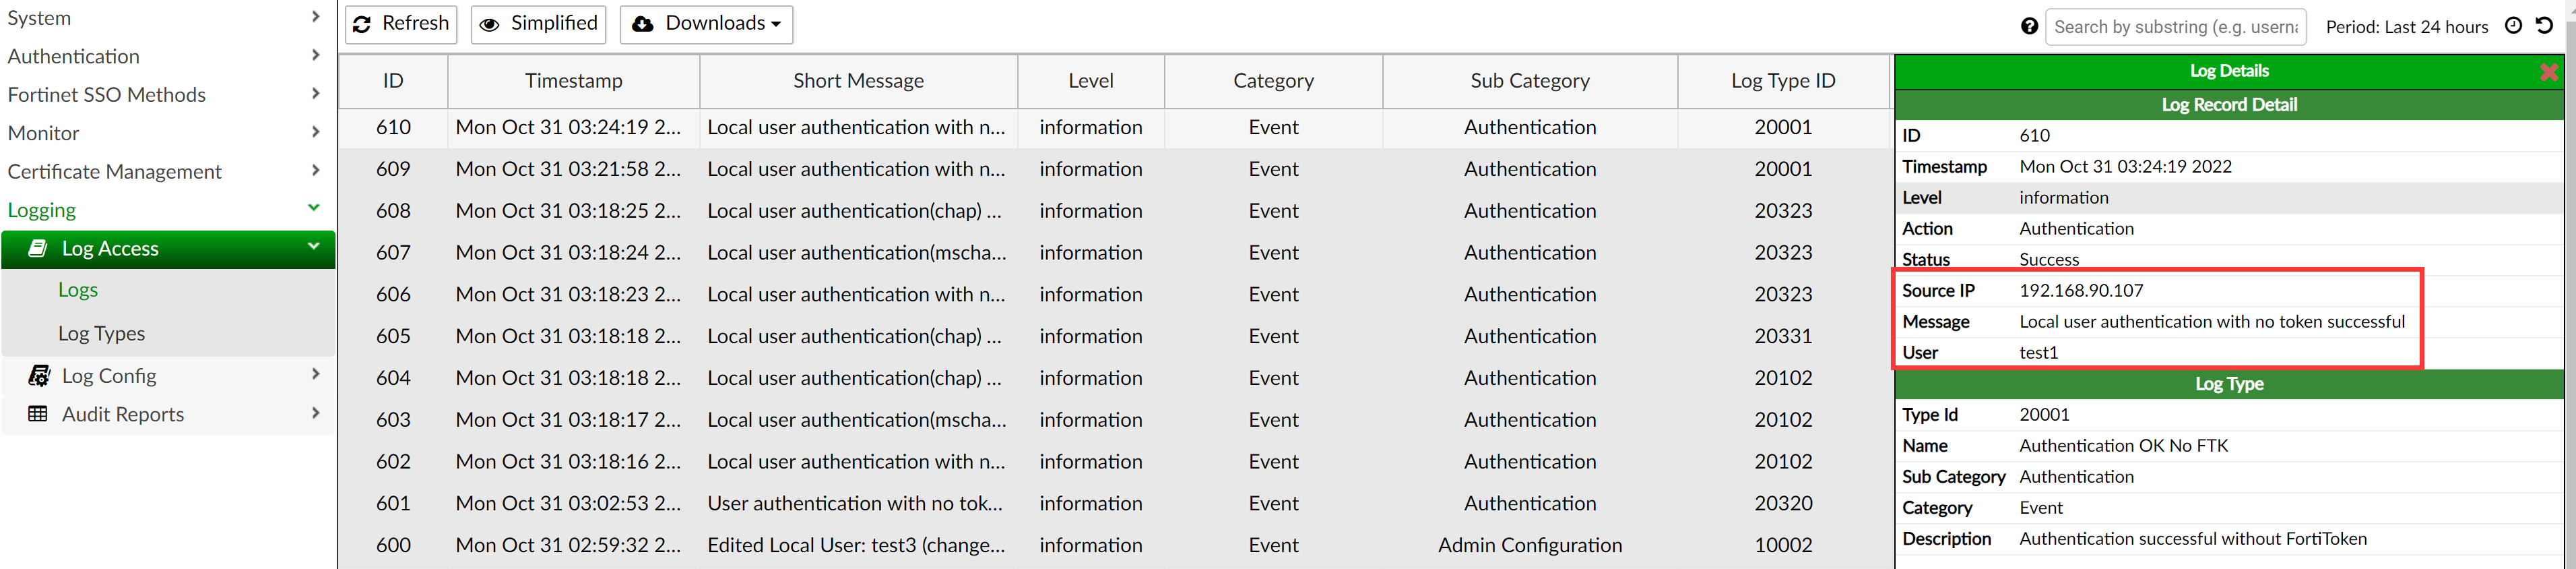 System
Authentication
Fortinet SSO Methods
Monitor
Certificate Management
Logging
Log Access
Logs
Log Types
Log Config
Audit Reports
Refresh Simplified Downloads Search by substring (e.g. userna Period: Last 24 hours
ID Timestamp Short Message Level Category Sub Category Log Type ID
610 Mon Oct 31 03:24:19 2... Local user authentication with n... information Event Authentication 20001
609 Mon Oct 31 03:21:58 2... Local user authentication with n... information Event Authentication 20001
608 Mon Oct 31 03:18:25 2... Local user authentication(chap) ... information Event Authentication 20323
607 Mon Oct 31 03:18:24 2... Local user authentication(mscha... information Event Authentication 20323
606 Mon Oct 31 03:18:23 2... Local user authentication with n... information Event Authentication 20323
605 Mon Oct 31 03:18:18 2... Local user authentication(chap) ... information Event Authentication 20331
604 Mon Oct 31 03:18:18 2... Local user authentication(chap) ... information Event Authentication 20102
603 Mon Oct 31 03:18:17 2... Local user authentication(mscha... information Event Authentication 20102
602 Mon Oct 31 03:18:16 2... Local user authentication with n... information Event Authentication 20102
601 Mon Oct 31 03:02:53 2... User authentication with no tok... information Event Authentication 20320
600 Mon Oct 31 02:59:32 2... Edited Local User: test3 (change... information Event Admin Configuration 10002
Log Details
Log Record Detail
ID 610
Timestamp Mon Oct 31 03:24:19 2022
Level information
Action Authentication
Status Success
Source IP 192.168.90.107
Message Local user authentication with no token successful
User test1
Log Type
Type Id 20001
Name Authentication OK No FTK
Sub Category Authentication
Category Event
Description Authentication successful without FortiToken